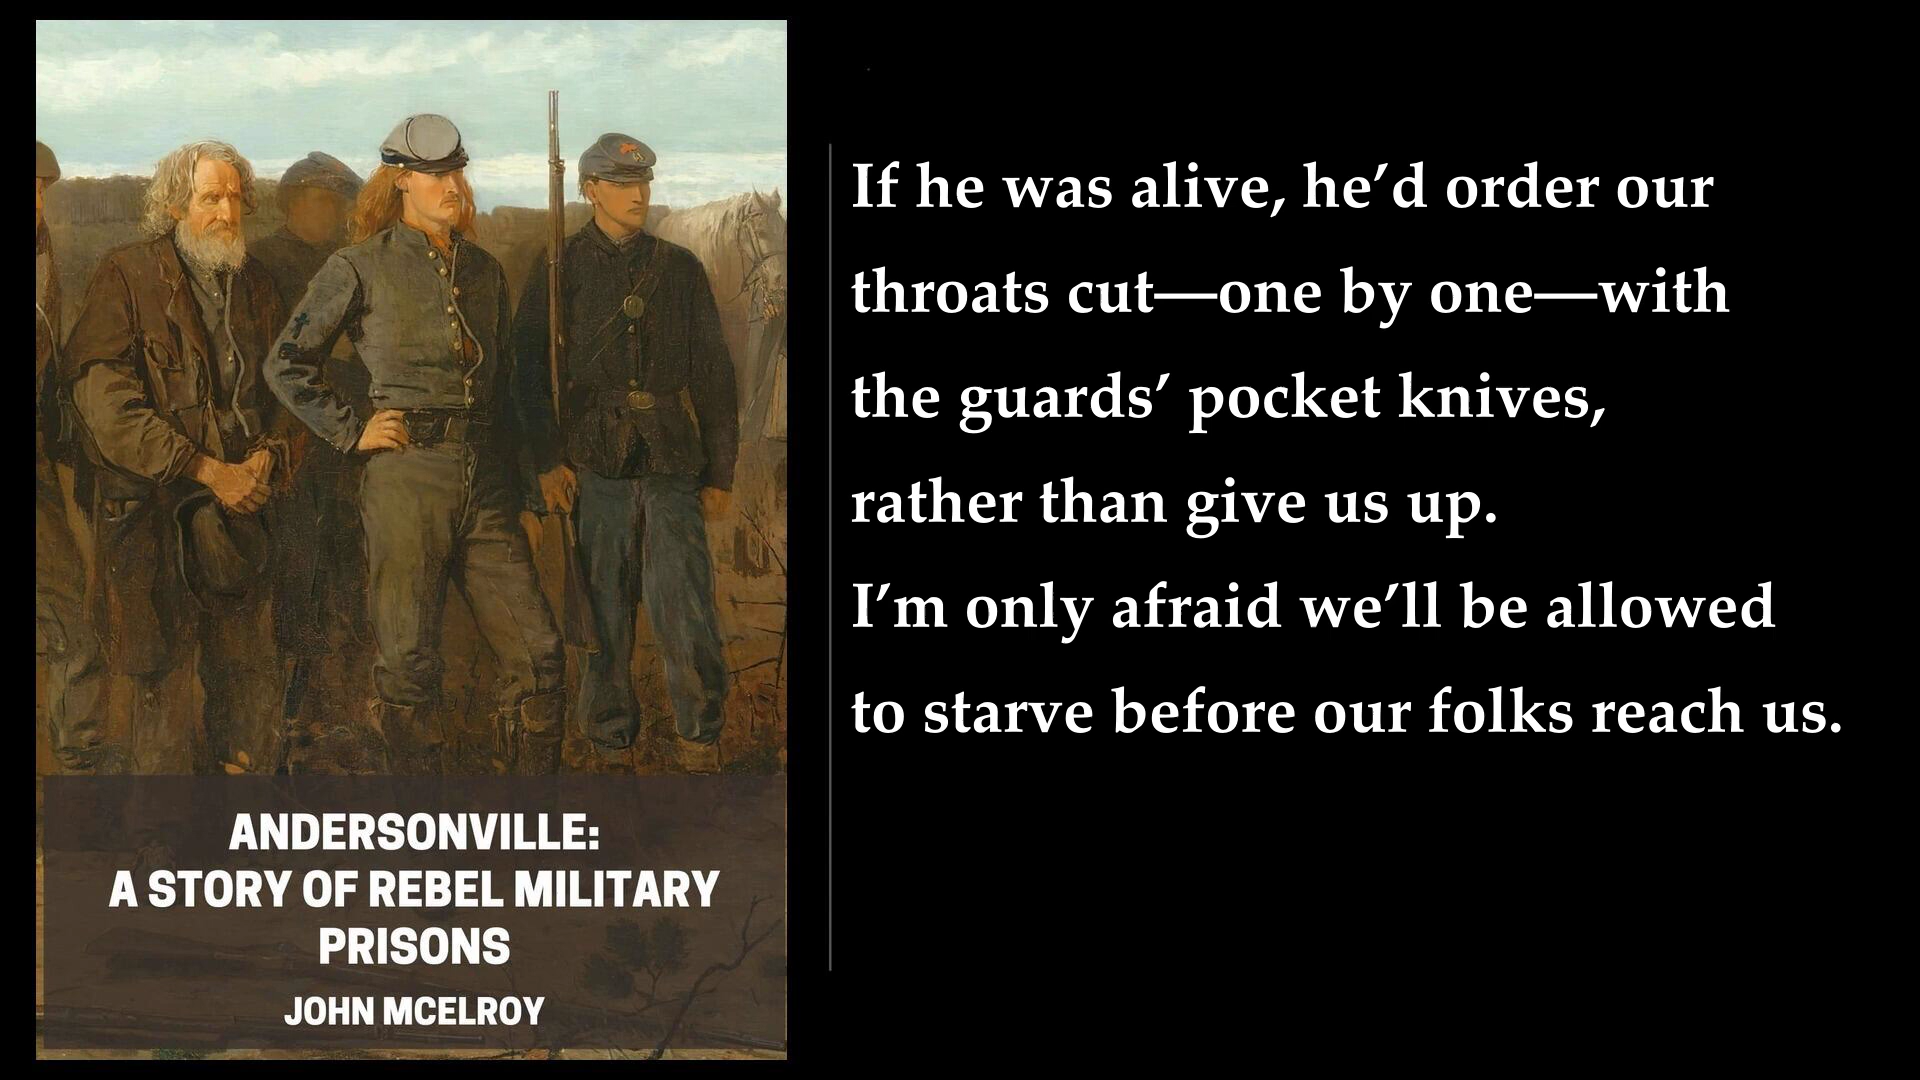 If he was alive, he’d order our
throats cut—one by one—with
the guards’ pocket knives,
rather than give us up.
I’m only afraid we’ll be allowed
to starve before our folks reach us.
ANDERSONVILLE:
A STORY OF REBEL MILITARY
PRISONS
JOHN MCELROY